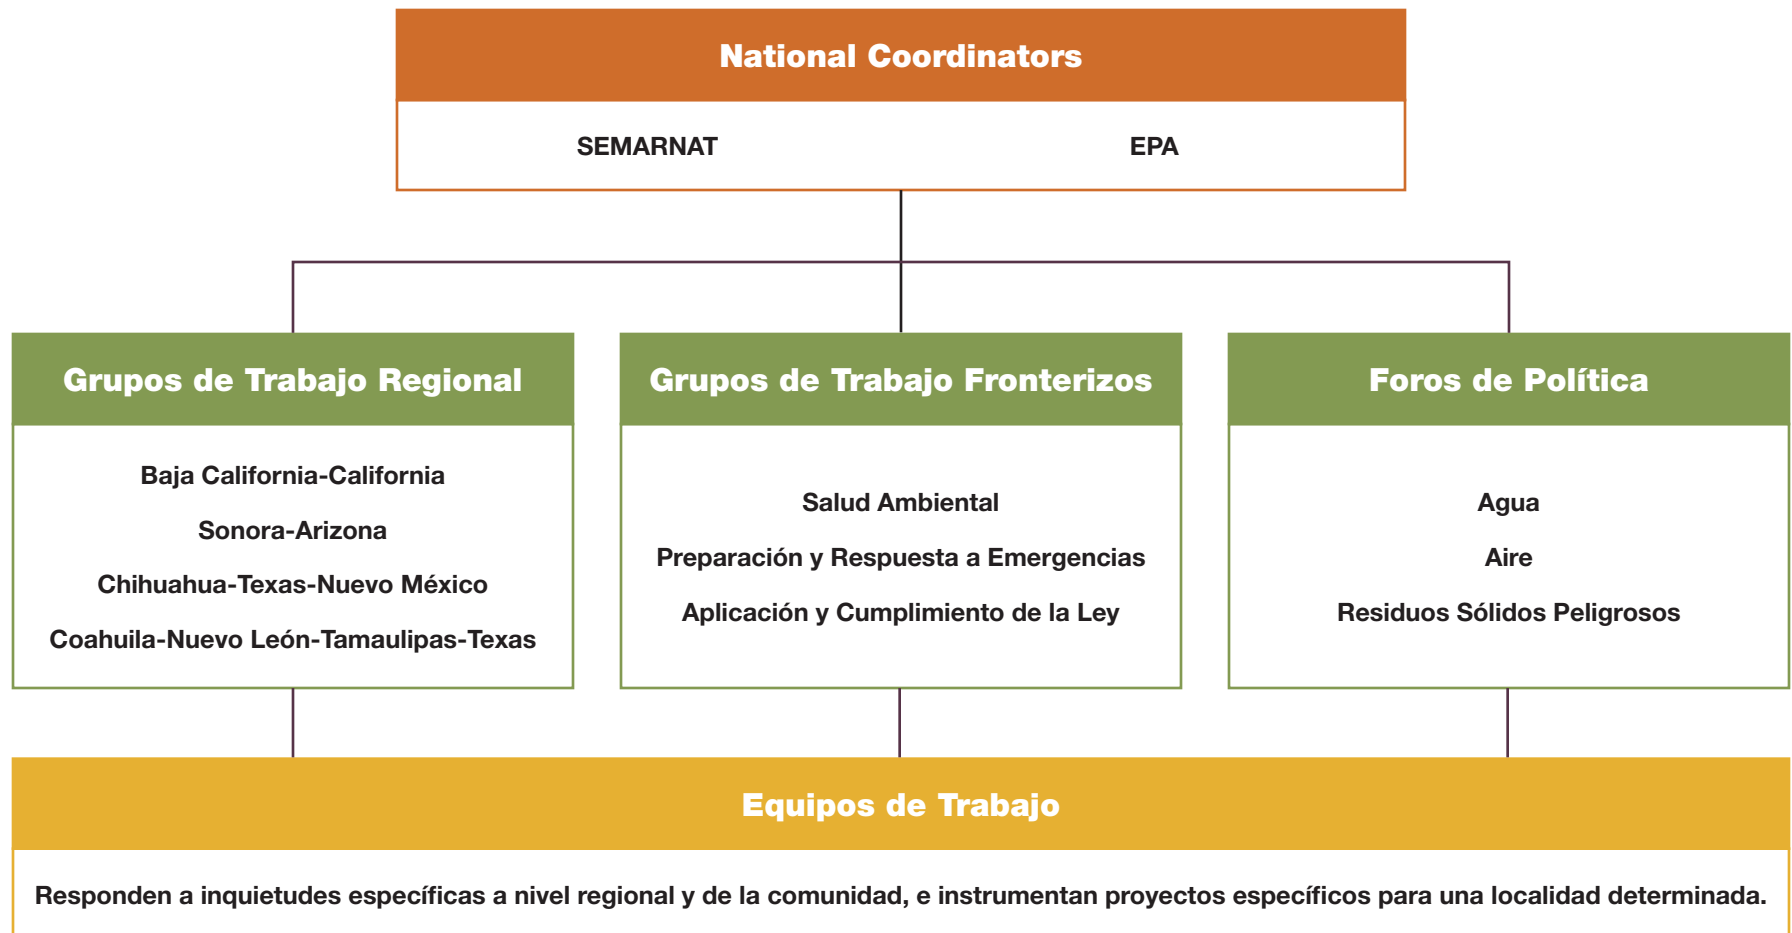 National Coordinators
SEMARNAT
EPA
Grupos de Trabajo Regional
Baja California-California
Sonora-Arizona
Chihuahua-Texas-Nuevo México
Coahuila-Nuevo León-Tamaulipas-Texas
Grupos de Trabajo Fronterizos
Salud Ambiental
Preparación y Respuesta a Emergencias
Aplicación y Cumplimiento de la Ley
Foros de Política
Agua
Aire
Residuos Sólidos Peligrosos
Equipos de Trabajo
Responden a inquietudes específicas a nivel regional y de la comunidad, e instrumentan proyectos específicos para una localidad determinada.